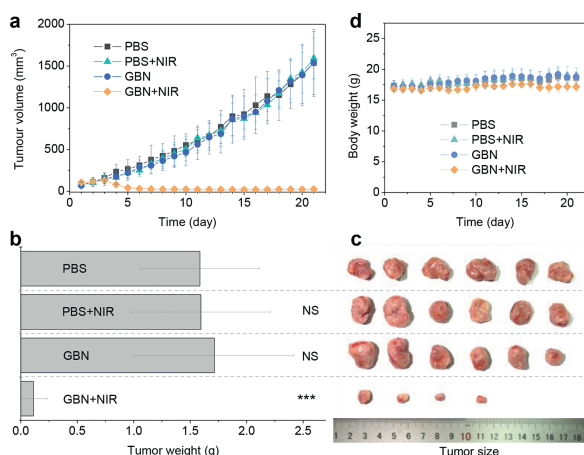 a
Tumour volume (mm³)
2000
1500
1000
500
0
PBS
PBS+NIR
GBN
GBN+NIR
0 5 10 15 20
Time (day)
d
Body weight (g)
25
20
15
10
5
0
PBS
PBS+NIR
GBN
GBN+NIR
0 5 10 15 20
Time (day)
b
PBS
PBS+NIR NS
GBN NS
GBN+NIR ***
0.0 0.5 1.0 1.5 2.0 2.5
Tumor weight (g)
c
1 2 3 4 5 6 7 8 9 10 11 12 13 14 15 16 17 18
Tumor size